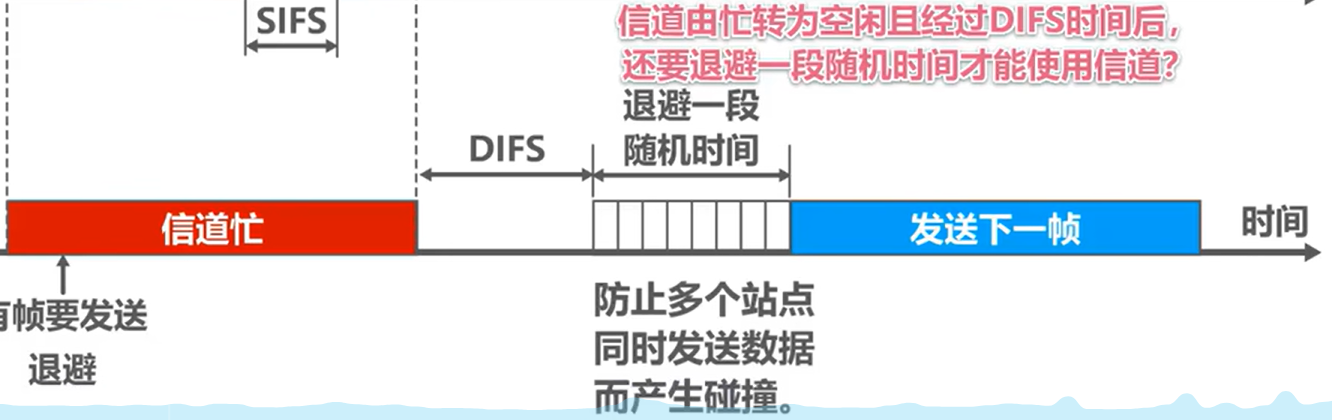 SIFS
信道由忙转为空闲且经过DIFS时间后，
还要退避一段随机时间才能使用信道？
退避一段
随机时间
DIFS
信道忙
发送下一帧
时间
有帧要发送
退避
防止多个站点
同时发送数据
而产生碰撞。